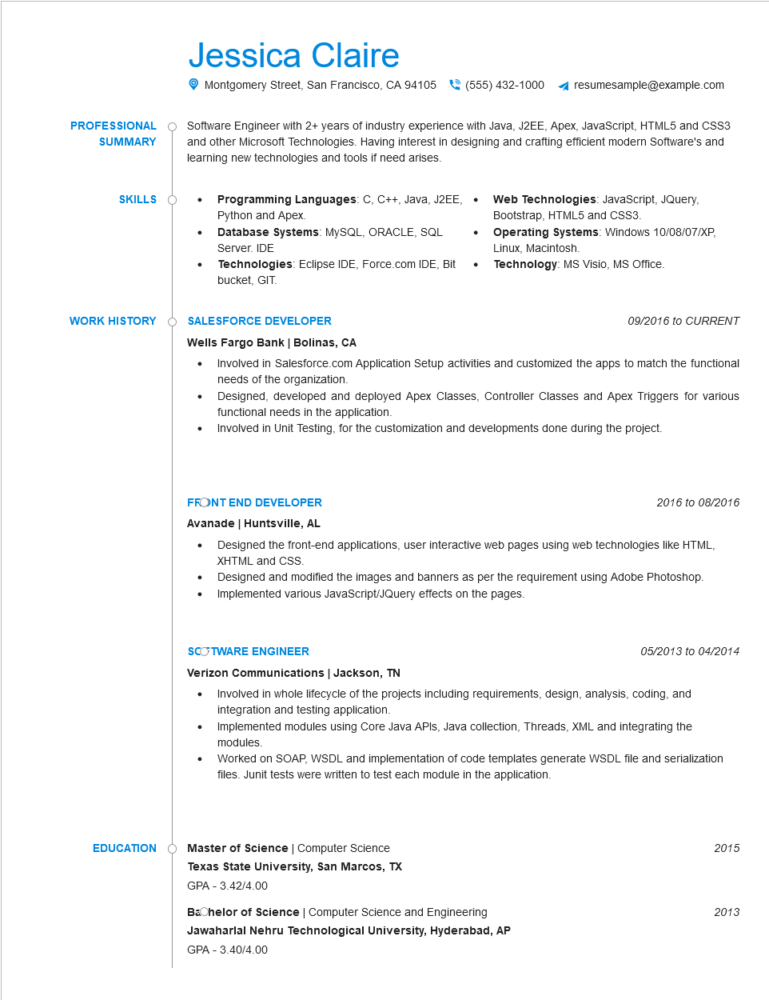 Jessica Claire
Montgomery Street, San Francisco, CA 94105 (555) 432-1000 resumesample@example.com
PROFESSIONAL SUMMARY
Software Engineer with 2+ years of industry experience with Java, J2EE, Apex, JavaScript, HTML5 and CSS3
and other Microsoft Technologies. Having interest in designing and crafting efficient modern Software's and
learning new technologies and tools if need arises.
SKILLS
• Programming Languages: C, C++, Java, J2EE,
Python and Apex.
• Database Systems: MySQL, ORACLE, SQL
Server. IDE
• Technologies: Eclipse IDE, Force.com IDE, Bit
bucket, GIT.
• Web Technologies: JavaScript, JQuery,
Bootstrap, HTML5 and CSS3.
• Operating Systems: Windows 10/08/07/XP,
Linux, Macintosh.
• Technology: MS Visio, MS Office.
WORK HISTORY
SALESFORCE DEVELOPER 09/2016 to CURRENT
Wells Fargo Bank | Bolinas, CA
• Involved in Salesforce.com Application Setup activities and customized the apps to match the functional
needs of the organization.
• Designed, developed and deployed Apex Classes, Controller Classes and Apex Triggers for various
functional needs in the application.
• Involved in Unit Testing, for the customization and developments done during the project.
FRONT END DEVELOPER 2016 to 08/2016
Avanade | Huntsville, AL
• Designed the front-end applications, user interactive web pages using web technologies like HTML,
XHTML and CSS.
• Designed and modified the images and banners as per the requirement using Adobe Photoshop.
• Implemented various JavaScript/JQuery effects on the pages.
SOFTWARE ENGINEER 05/2013 to 04/2014
Verizon Communications | Jackson, TN
• Involved in whole lifecycle of the projects including requirements, design, analysis, coding, and
integration and testing application.
• Implemented modules using Core Java APIs, Java collection, Threads, XML and integrating the
modules.
• Worked on SOAP, WSDL and implementation of code templates generate WSDL file and serialization
files. Junit tests were written to test each module in the application.
EDUCATION
Master of Science | Computer Science 2015
Texas State University, San Marcos, TX
GPA - 3.42/4.00
Bachelor of Science | Computer Science and Engineering 2013
Jawaharlal Nehru Technological University, Hyderabad, AP
GPA - 3.40/4.00